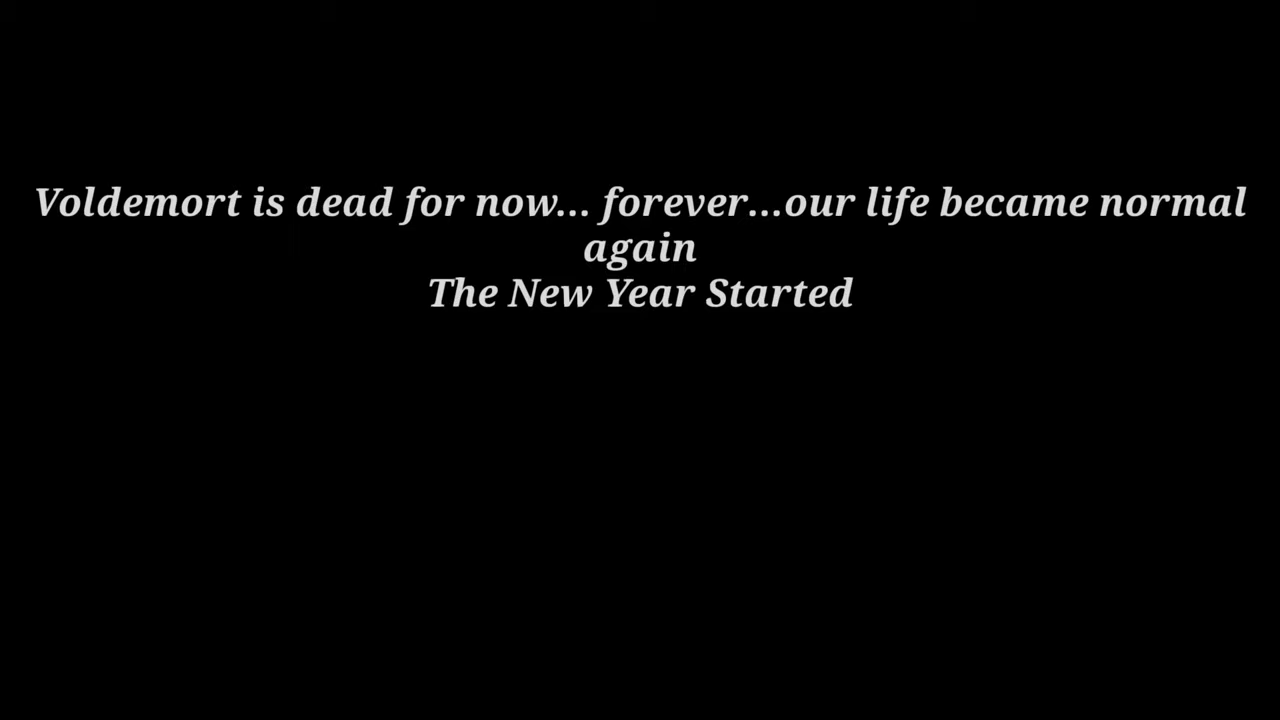 Voldemort is dead for now... forever...our life became normal
again
The New Year Started